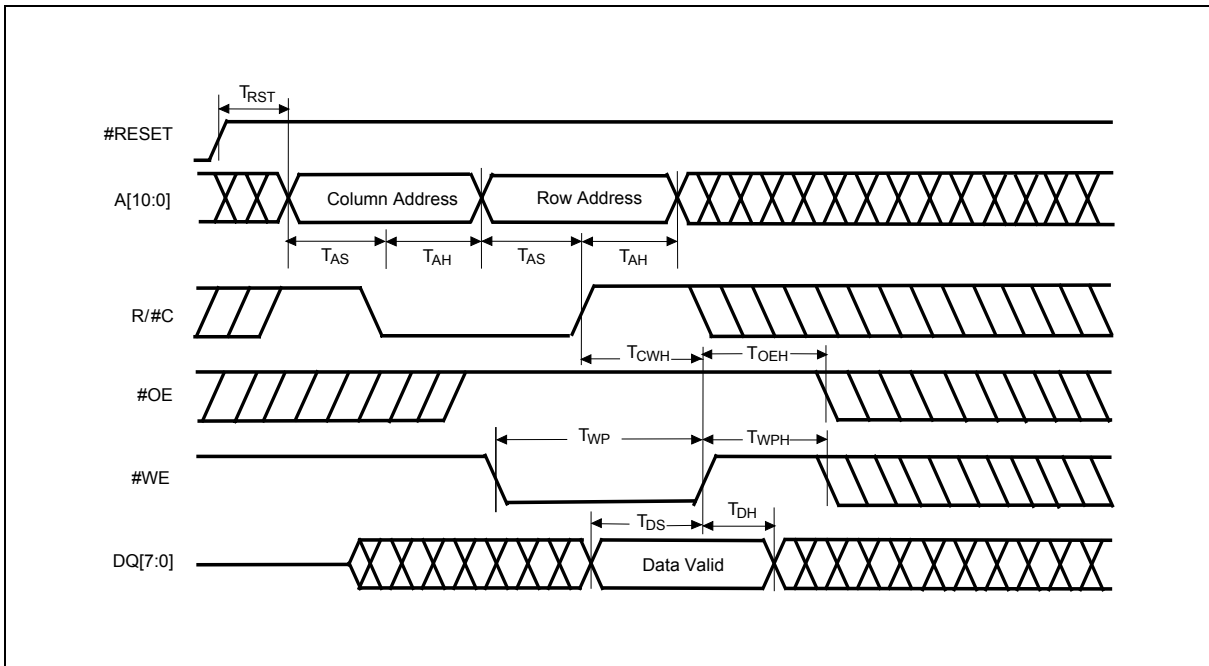 TRST
#RESET
A[10:0]
Column Address
Row Address
TAS
TAH
TAS
TAH
R/#C
TCWH
TOEH
#OE
TWP
TWPH
#WE
TDS
TDH
DQ[7:0]
Data Valid